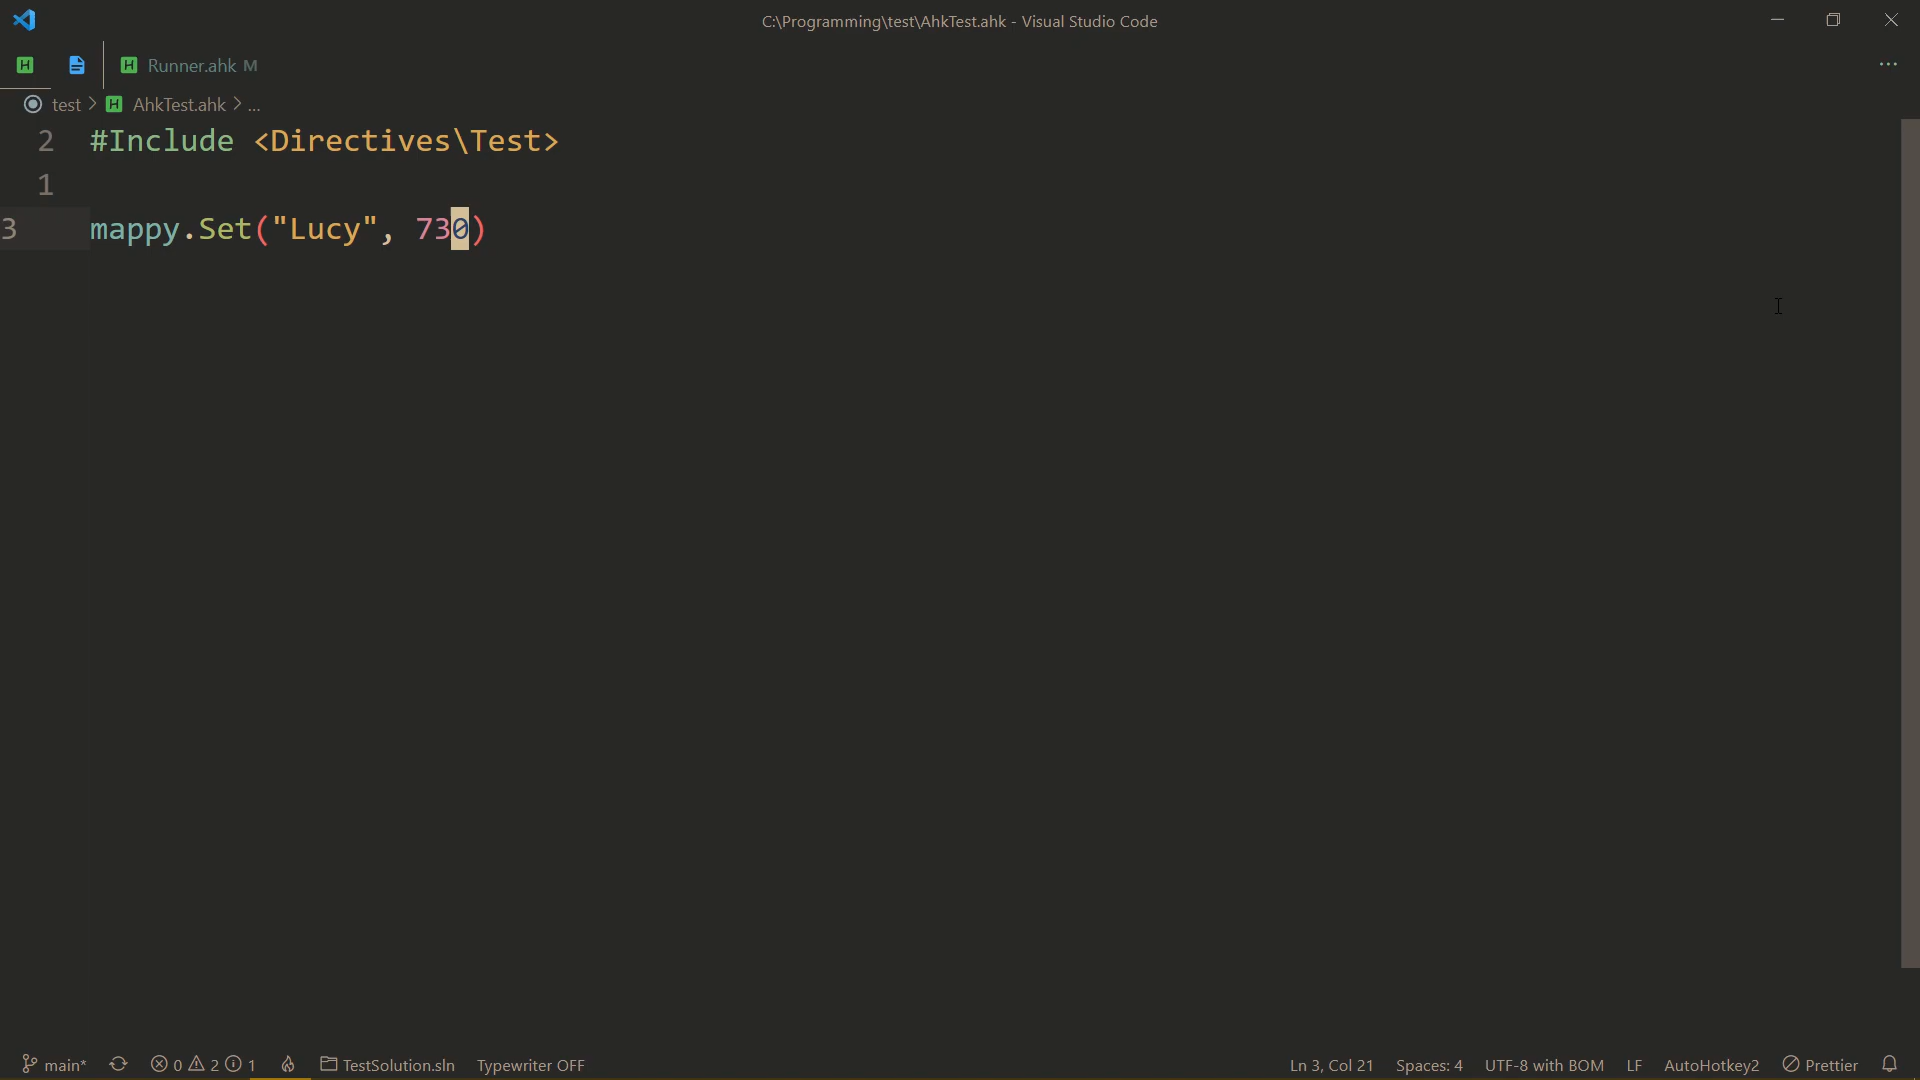 C:\Programming\test\AhkTest.ahk - Visual Studio Code
Runner.ahk M
test > AhkTest.ahk > ...
2 #Include <Directives\Test>
1
3 mappy.Set("Lucy", 730)
main* 0 2 1 TestSolution.sln Typewriter OFF Ln 3, Col 21 Spaces: 4 UTF-8 with BOM LF AutoHotkey2 Prettier